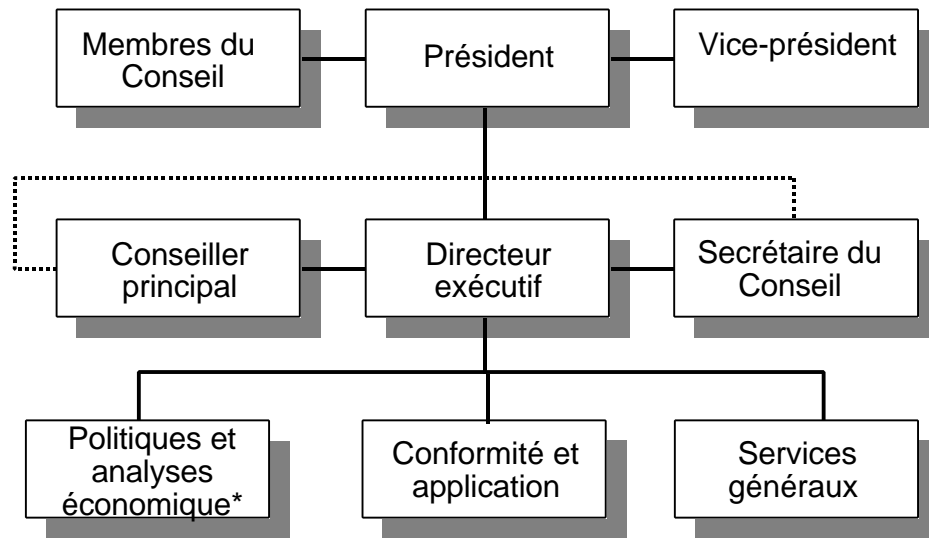 Membres du
Conseil
Président
Vice-président
Conseiller
principal
Directeur
exécutif
Secrétaire du
Conseil
Politiques et
analyses
économique*
Conformité et
application
Services
généraux